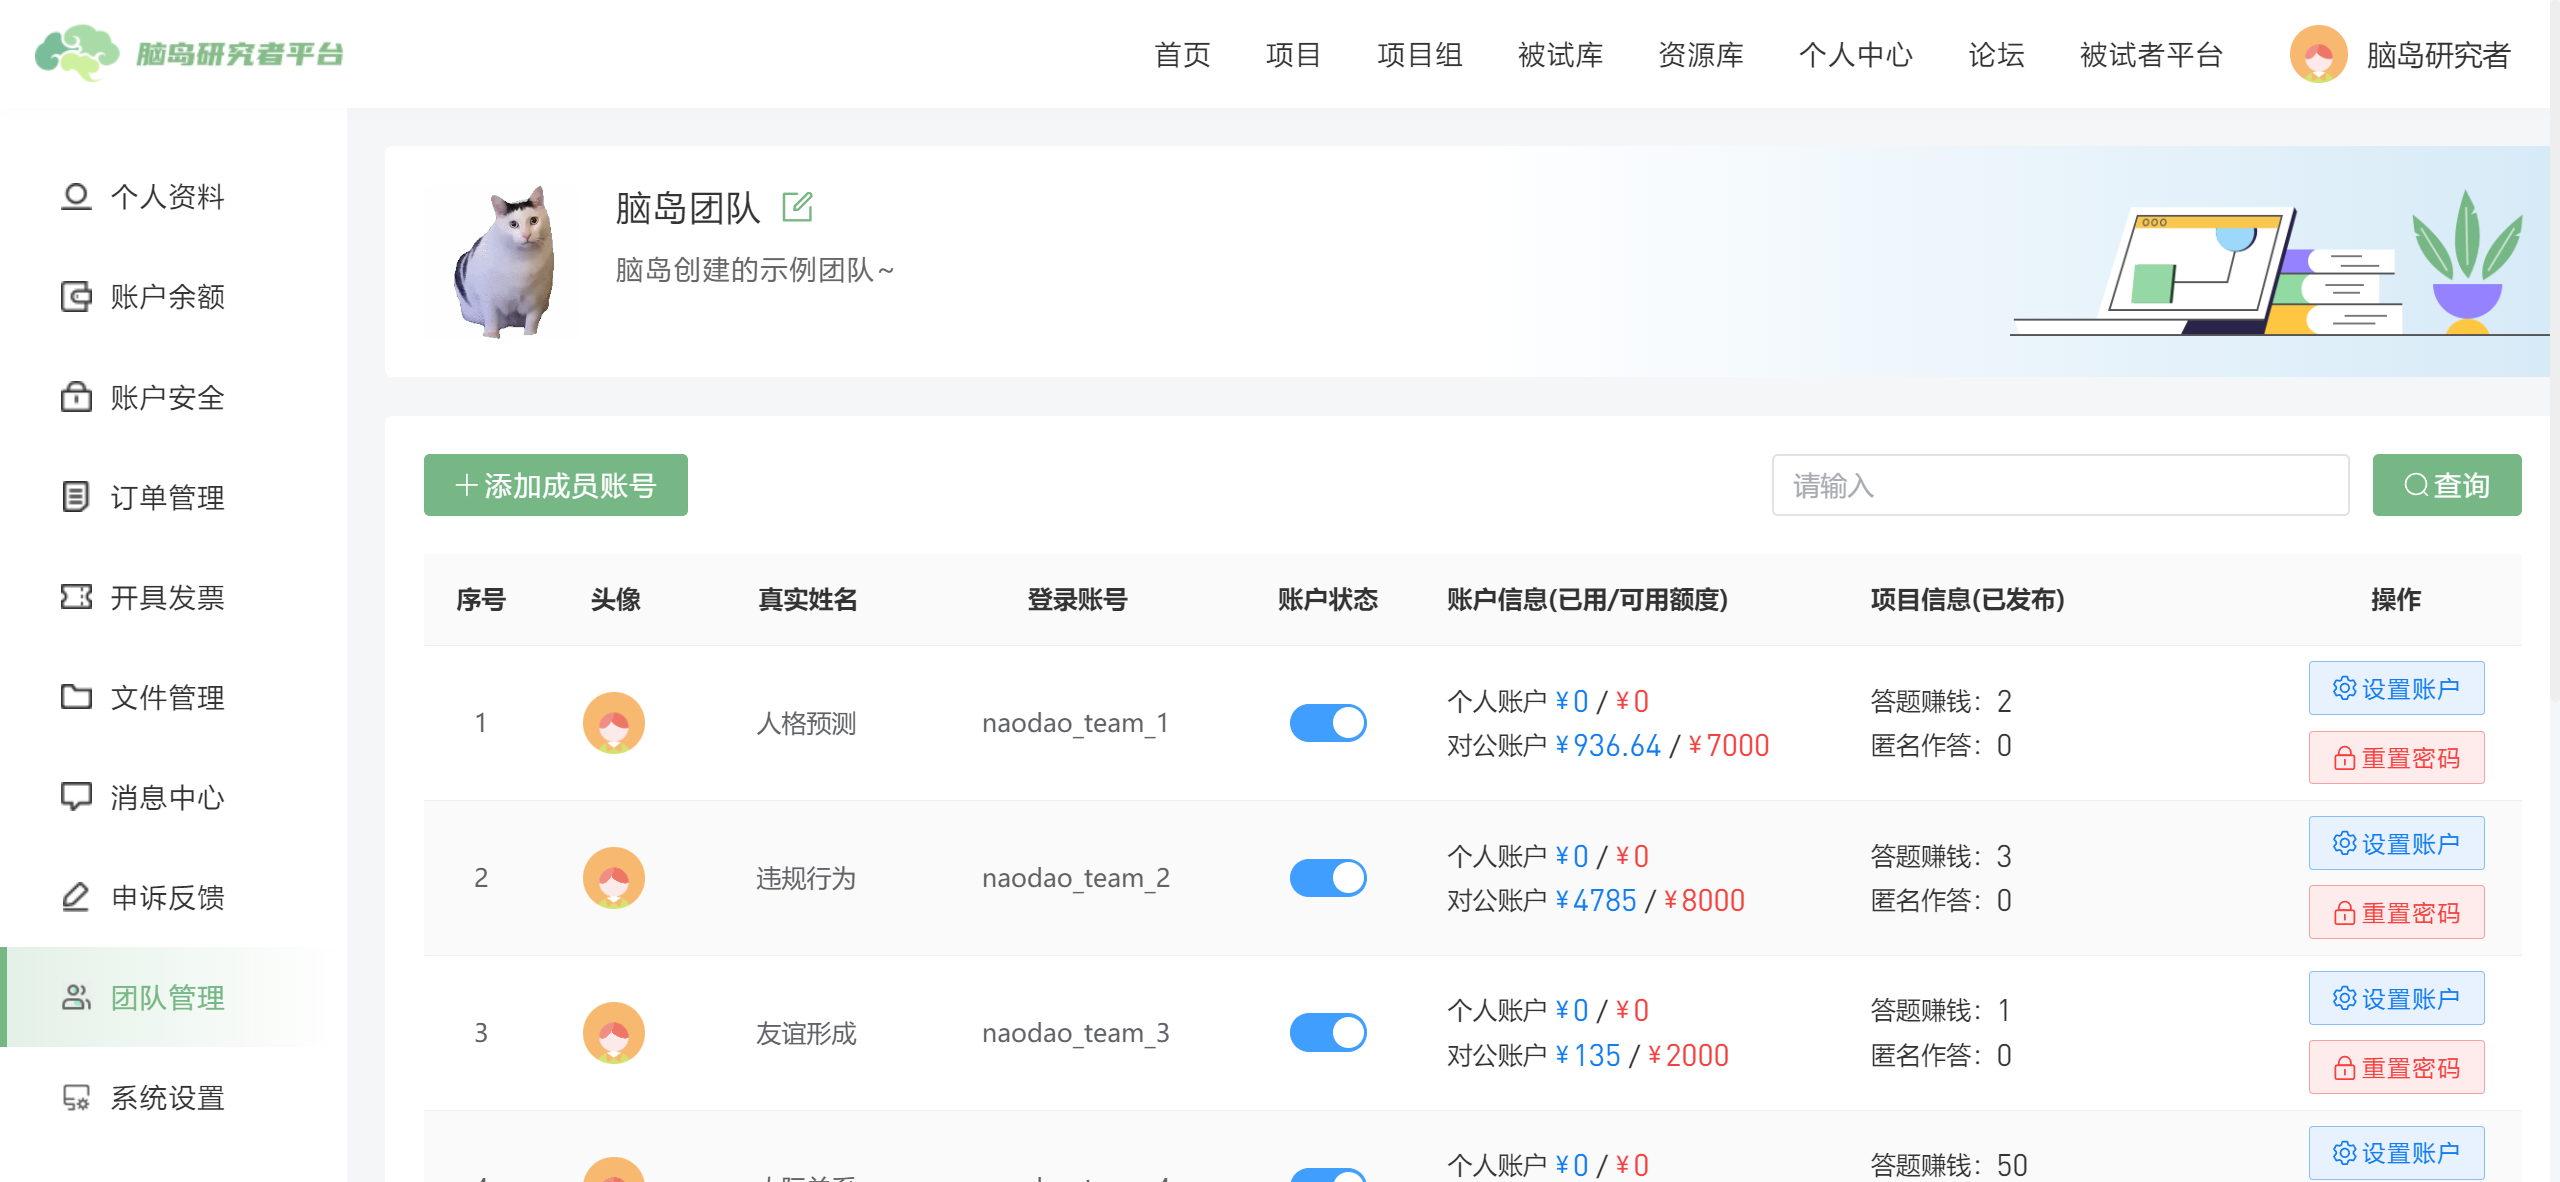 脑岛研究者平台
首页 项目 项目组 被试库 资源库 个人中心 论坛 被试者平台 脑岛研究者
个人资料
账户余额
账户安全
订单管理
开具发票
文件管理
消息中心
申诉反馈
团队管理
系统设置
脑岛团队
脑岛创建的示例团队~
添加成员账号 请输入 查询
序号 头像 真实姓名 登录账号 账户状态 账户信息(已用/可用额度) 项目信息(已发布) 操作
个人账户 ¥0 / ¥0 答题赚钱：2 设置账户
1 人格预测 naodao_team_1
对公账户 ¥936.64 / ¥7000 匿名作答：0 重置密码
个人账户 ¥0 / ¥0 答题赚钱：3 设置账户
2 违规行为 naodao_team_2
对公账户 ¥4785 / ¥8000 匿名作答：0 重置密码
个人账户 ¥0 / ¥0 答题赚钱：1 设置账户
3 友谊形成 naodao_team_3
对公账户 ¥135 / ¥2000 匿名作答：0 重置密码
个人账户 ¥0 / ¥0 答题赚钱：50 设置账户